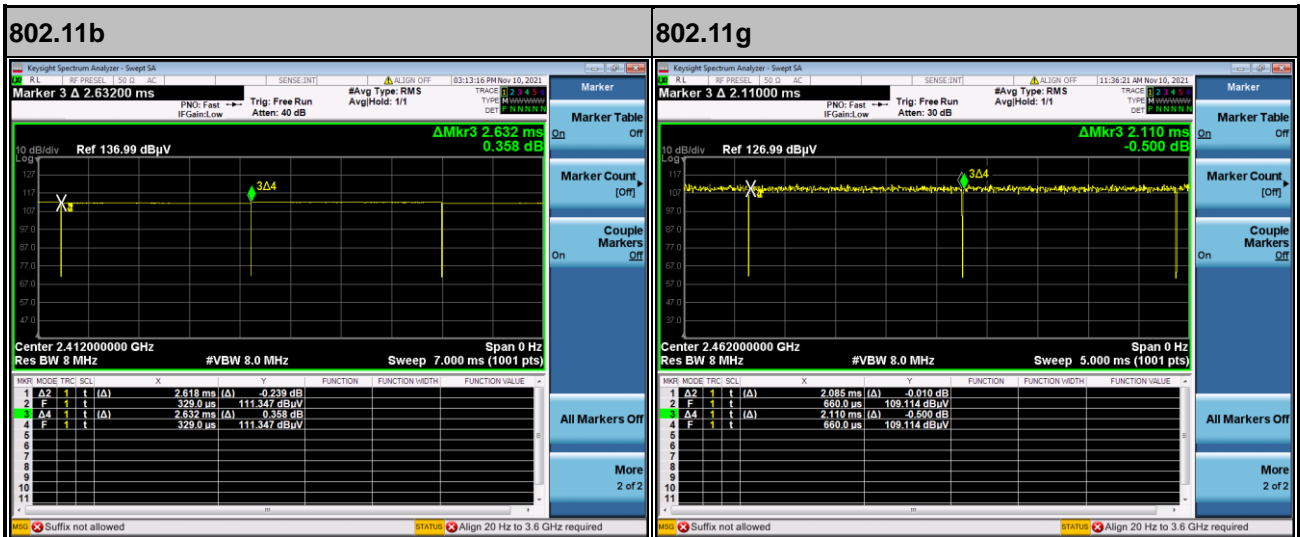 802.11b
Keysight Spectrum Analyzer - Swept SA
RL RF PRESEL 50 Ω AC SENSE:INT ALIGN OFF 03:13:16 PM Nov 10, 2021
Marker 3 Δ 2.63200 ms
PNO: Fast Trig: Free Run #Avg Type: RMS TRACE 1 2 3 4 5 6
IFGain:Low Atten: 40 dB Avg|Hold: 1/1 TYPE M WWWWW
DET P NNNNN
ΔMkr3 2.632 ms
0.358 dB
10 dB/div Ref 136.99 dBµV
Log
127
117
107
97.0
87.0
77.0
67.0
57.0
47.0
3Δ4
Center 2.412000000 GHz Span 0 Hz
Res BW 8 MHz #VBW 8.0 MHz Sweep 7.000 ms (1001 pts)
MKR MODE TRC SCL X Y FUNCTION FUNCTION WIDTH FUNCTION VALUE
1 Δ2 1 t (Δ) 2.618 ms (Δ) -0.239 dB
2 F 1 t 329.0 µs 111.347 dBµV
3 Δ4 1 t (Δ) 2.632 ms (Δ) 0.358 dB
4 F 1 t 329.0 µs 111.347 dBµV
5
6
7
8
9
10
11
MSG Suffix not allowed STATUS Align 20 Hz to 3.6 GHz required
Marker
Marker Table
On Off
Marker Count
[Off]
Couple
Markers
On Off
All Markers Off
More
2 of 2
802.11g
Keysight Spectrum Analyzer - Swept SA
RL RF PRESEL 50 Ω AC SENSE:INT ALIGN OFF 11:36:21 AM Nov 10, 2021
Marker 3 Δ 2.11000 ms
PNO: Fast Trig: Free Run #Avg Type: RMS TRACE 1 2 3 4 5 6
IFGain:Low Atten: 30 dB Avg|Hold: 1/1 TYPE M WWWWW
DET P NNNNN
ΔMkr3 2.110 ms
-0.500 dB
10 dB/div Ref 126.99 dBµV
Log
117
107
97.0
87.0
77.0
67.0
57.0
47.0
37.0
3Δ4
Center 2.462000000 GHz Span 0 Hz
Res BW 8 MHz #VBW 8.0 MHz Sweep 5.000 ms (1001 pts)
MKR MODE TRC SCL X Y FUNCTION FUNCTION WIDTH FUNCTION VALUE
1 Δ2 1 t (Δ) 2.085 ms (Δ) -0.010 dB
2 F 1 t 660.0 µs 109.114 dBµV
3 Δ4 1 t (Δ) 2.110 ms (Δ) -0.500 dB
4 F 1 t 660.0 µs 109.114 dBµV
5
6
7
8
9
10
11
MSG Suffix not allowed STATUS Align 20 Hz to 3.6 GHz required
Marker
Marker Table
On Off
Marker Count
[Off]
Couple
Markers
On Off
All Markers Off
More
2 of 2